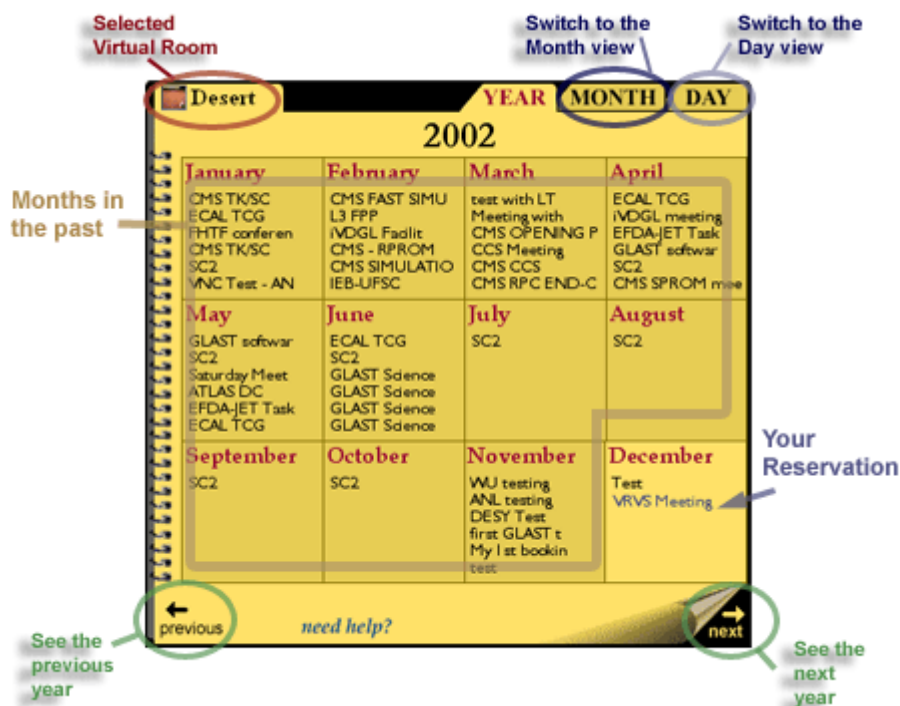 Selected
Virtual Room
Switch to the
Month view
Switch to the
Day view
Desert
YEAR
MONTH
DAY
2002
Months in
the past
January
CMS TK/SC
ECAL TCG
FHTF conferen
CMS TK/SC
SC2
VNC Test - AN
February
CMS FAST SIMU
L3 FPP
iVDGL Facilit
CMS - RPROM
CMS SIMULATIO
IEB-UFSC
March
test with LT
Meeting with
CMS OPENING P
CCS Meeting
CMS CCS
CMS RPC END-C
April
ECAL TCG
iVDGL meeting
EFDA-JET Task
GLAST softwar
SC2
CMS SPROM mee
May
GLAST softwar
SC2
Saturday Meet
ATLAS DC
EFDA-JET Task
ECAL TCG
June
ECAL TCG
SC2
GLAST Science
GLAST Science
GLAST Science
GLAST Science
July
SC2
August
SC2
September
SC2
October
SC2
November
WU testing
ANL testing
DESY Test
first GLAST t
My 1st bookin
test
December
Test
VRVS Meeting
Your
Reservation
previous
need help?
next
See the
previous
year
See the
next
year